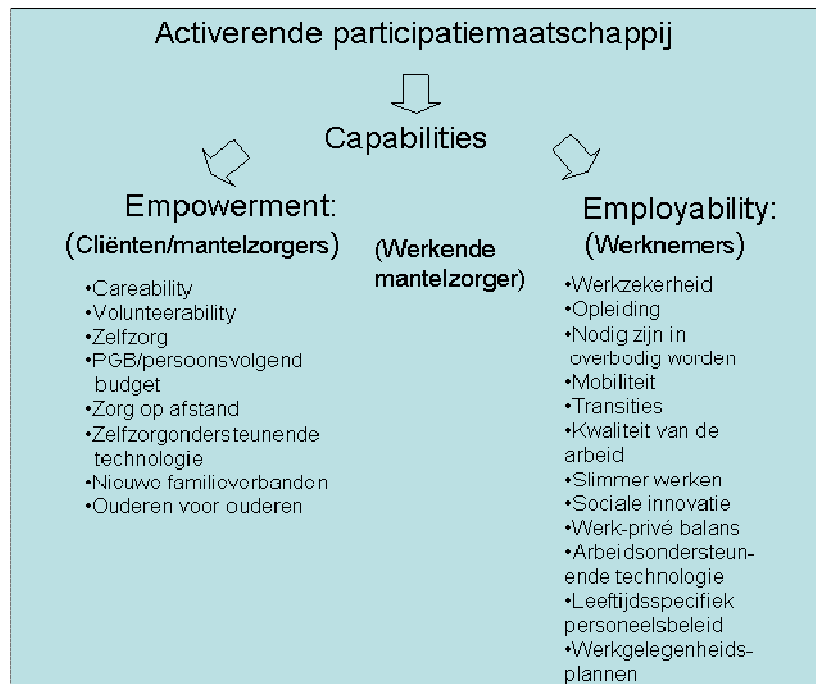 Activerende participatiemaatschappij
Capabilities
Empowerment:
(Cliënten/mantelzorgers)
•Careability
•Volunteerability
•Zelfzorg
•PGB/persoonsvolgend
budget
•Zorg op afstand
•Zelfzorgondersteunende
technologie
•Nieuwe familieverbanden
•Ouderen voor ouderen
(Werkende
mantelzorger)
Employability:
(Werknemers)
•Werkzekerheid
•Opleiding
•Nodig zijn in
overbodig worden
•Mobiliteit
•Transities
•Kwaliteit van de
arbeid
•Slimmer werken
•Sociale innovatie
•Werk-privé balans
•Arbeidsondersteun-
ende technologie
•Leeftijdsspecifiek
personeelsbeleid
•Werkgelegenheids-
plannen